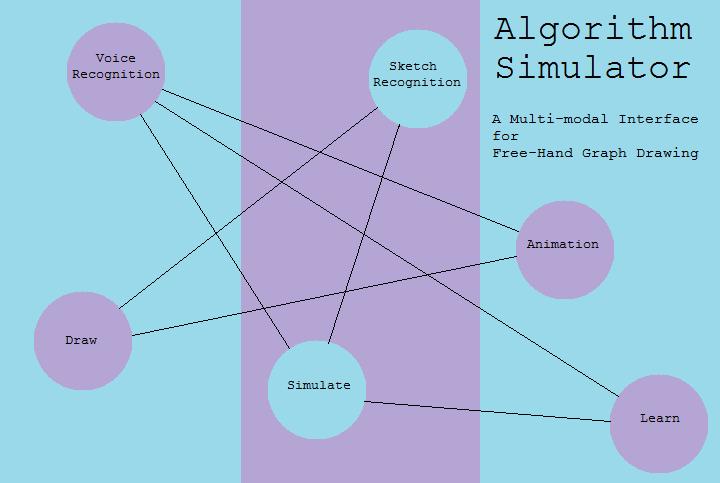 Algorithm
Simulator
A Multi-modal Interface
for
Free-Hand Graph Drawing
Voice
Recognition
Sketch
Recognition
Animation
Draw
Simulate
Learn